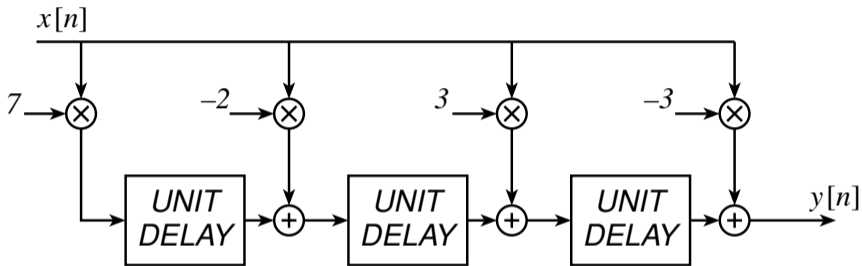 x[n]
7
–2
3
–3
UNIT
DELAY
UNIT
DELAY
UNIT
DELAY
y[n]